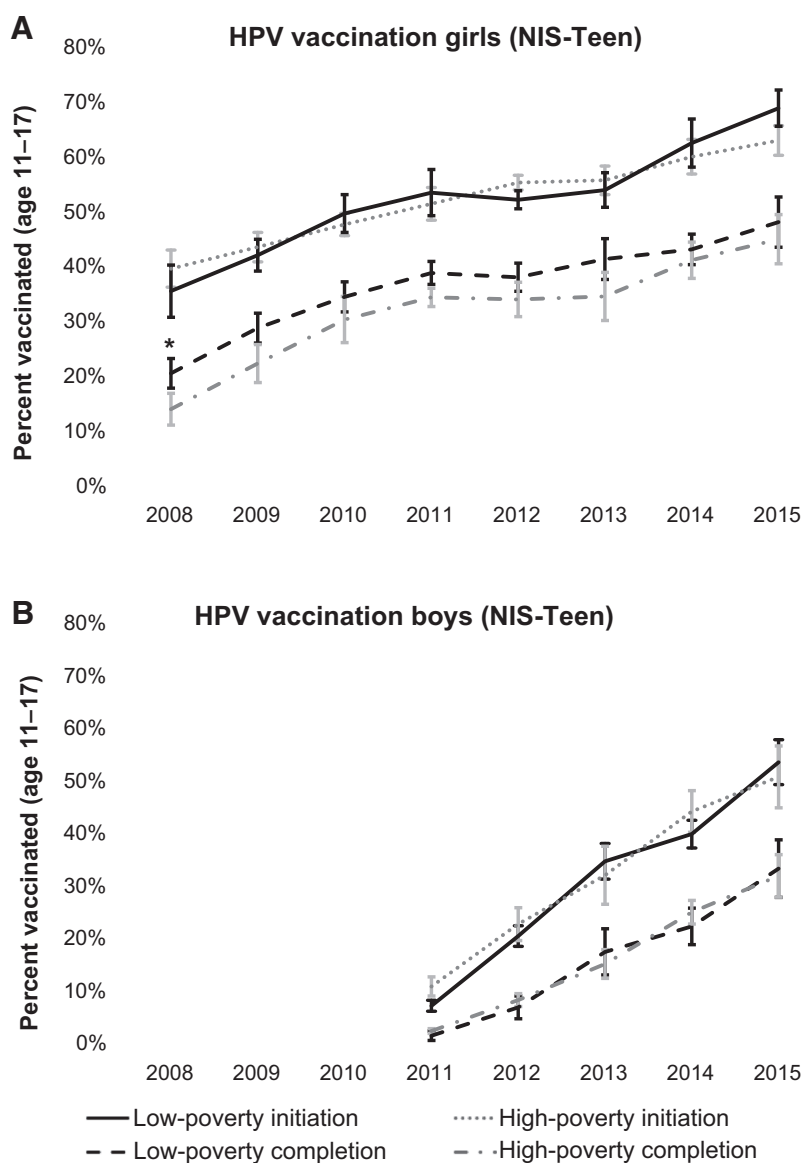 A
HPV vaccination girls (NIS-Teen)
Percent vaccinated (age 11–17)
80%
70%
60%
50%
40%
30%
20%
10%
0%
*
2008 2009 2010 2011 2012 2013 2014 2015
B
HPV vaccination boys (NIS-Teen)
Percent vaccinated (age 11–17)
80%
70%
60%
50%
40%
30%
20%
10%
0%
2008 2009 2010 2011 2012 2013 2014 2015
Low-poverty initiation High-poverty initiation
Low-poverty completion High-poverty completion